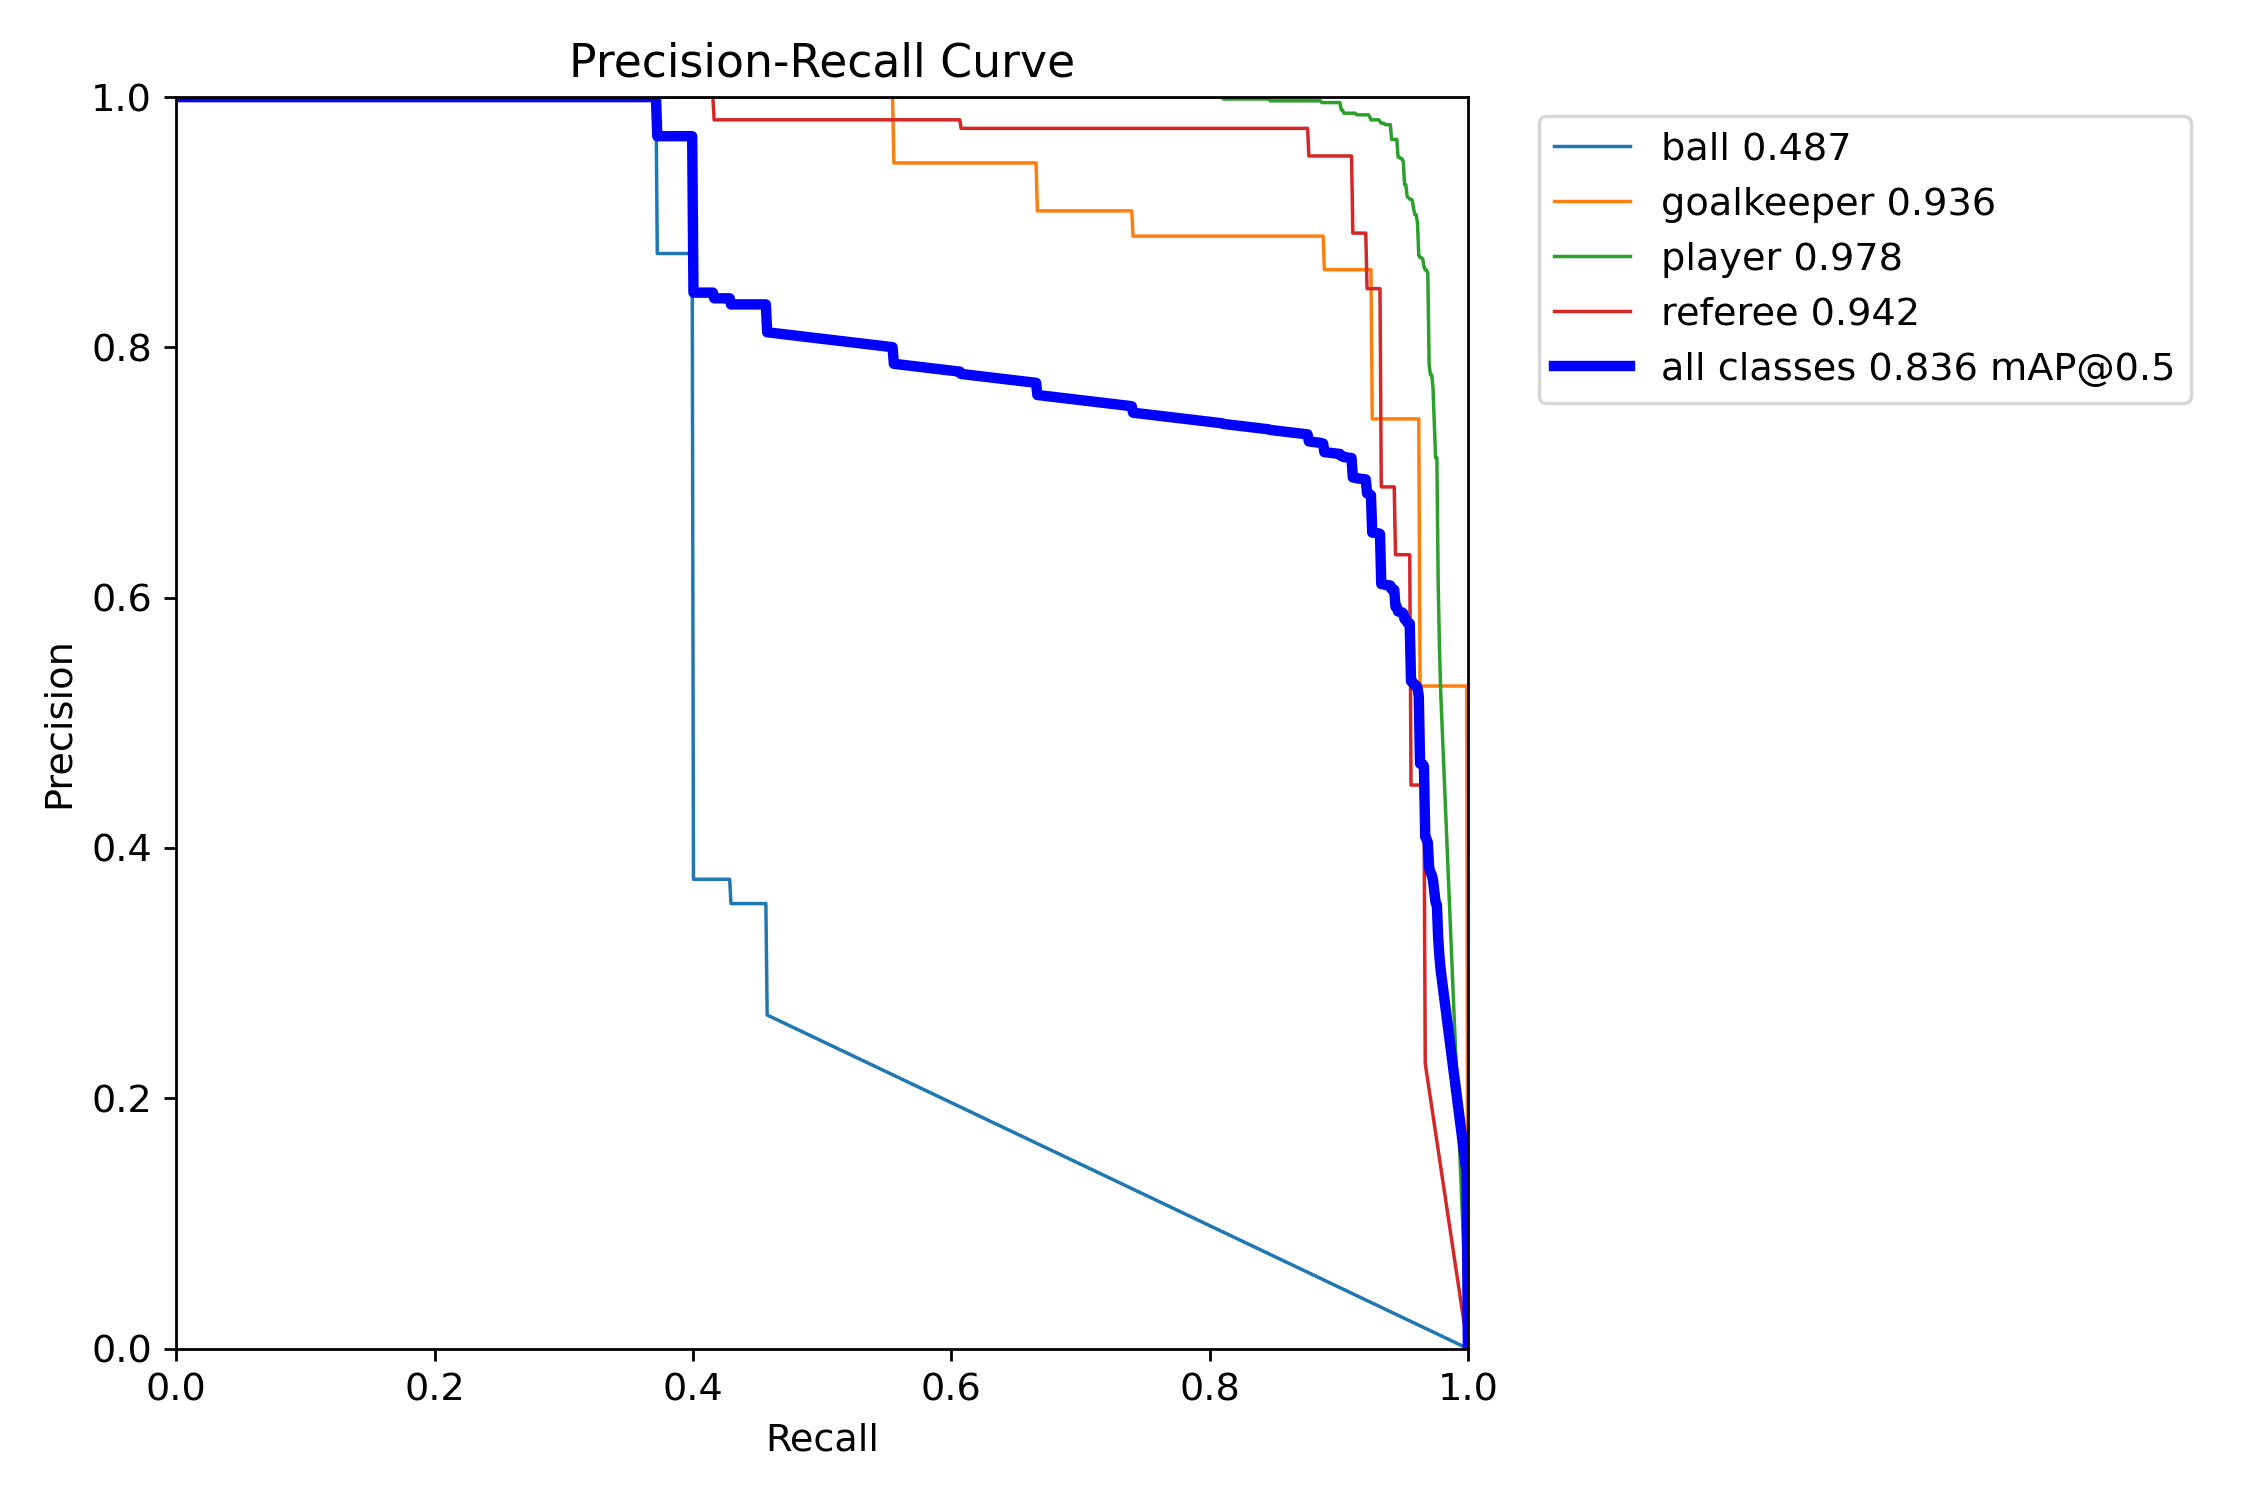 Precision-Recall Curve
1.0
0.8
0.6
0.4
0.2
0.0
Precision
0.0 0.2 0.4 0.6 0.8 1.0
Recall
ball 0.487
goalkeeper 0.936
player 0.978
referee 0.942
all classes 0.836 mAP@0.5